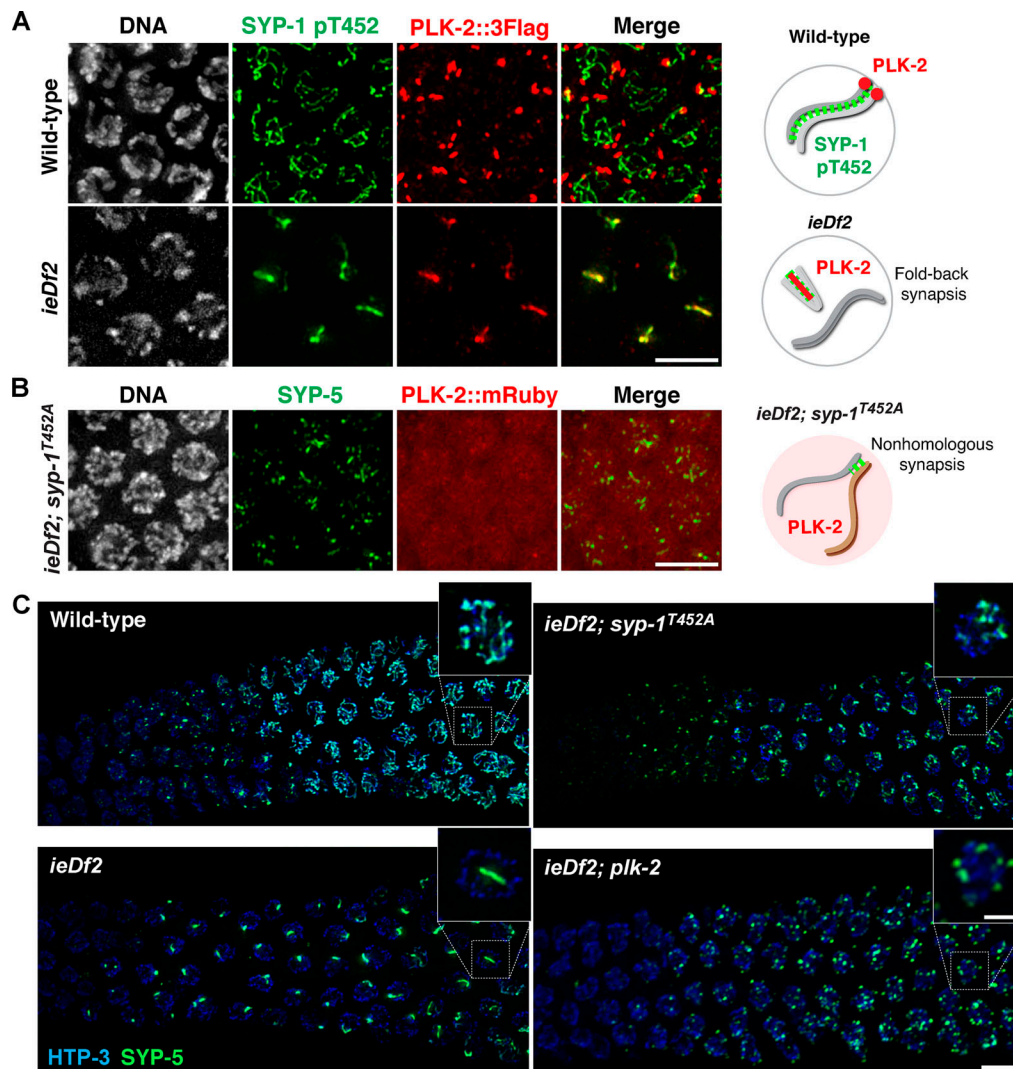 A
DNA
SYP-1 pT452
PLK-2::3Flag
Merge
Wild-type
Wild-type
PLK-2
SYP-1
pT452
ieDf2
ieDf2
PLK-2
Fold-back
synapsis
B
DNA
SYP-5
PLK-2::mRuby
Merge
ieDf2; syp-1T452A
ieDf2; syp-1T452A
Nonhomologous
synapsis
PLK-2
C
Wild-type
ieDf2; syp-1T452A
ieDf2
ieDf2; plk-2
HTP-3 SYP-5